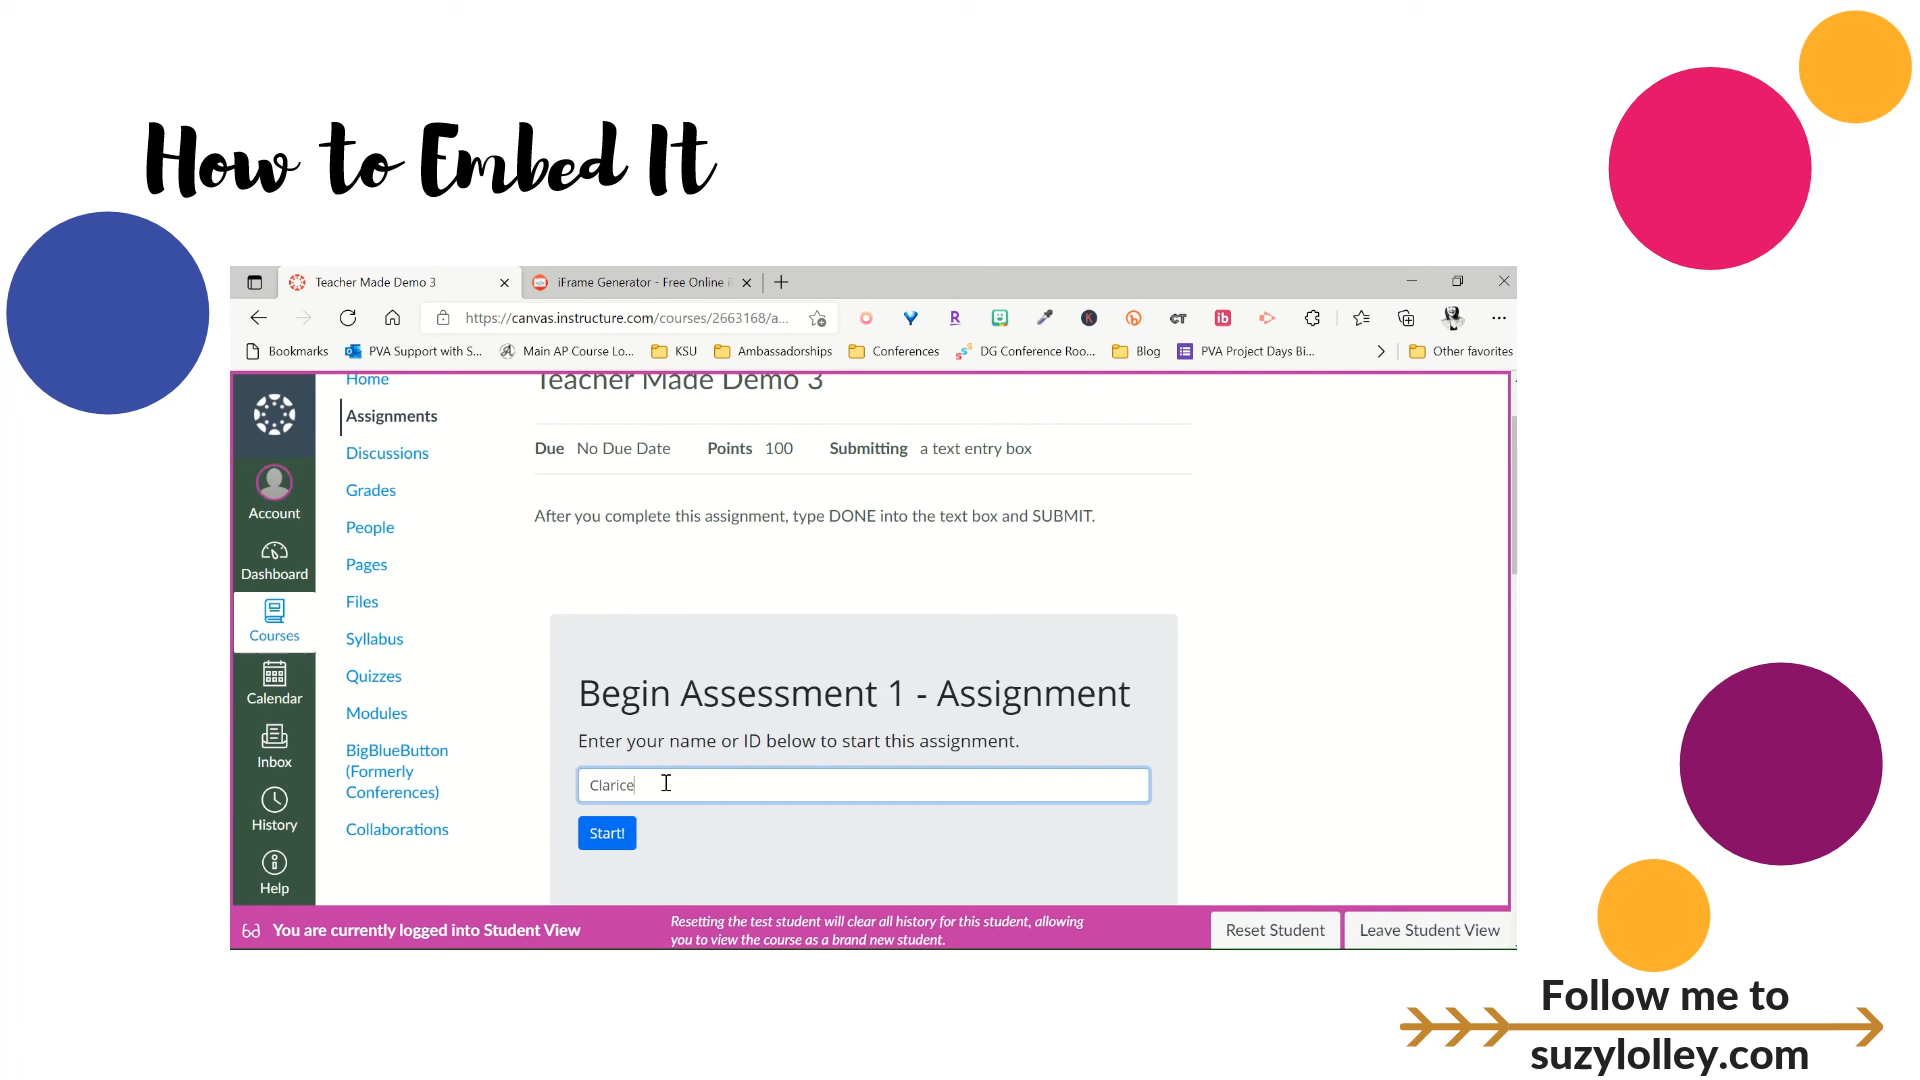 How to Embed It
Teacher Made Demo 3
iFrame Generator - Free Online i
https://canvas.instructure.com/courses/2663168/a...
R
K
CT
ib
Bookmarks
PVA Support with S...
Main AP Course Lo...
KSU
Ambassadorships
Conferences
DG Conference Roo...
Blog
PVA Project Days Bi...
Other favorites
Account
Dashboard
Courses
Calendar
Inbox
History
Help
Home
Assignments
Discussions
Grades
People
Pages
Files
Syllabus
Quizzes
Modules
BigBlueButton
(Formerly
Conferences)
Collaborations
Teacher Made Demo 3
Due No Due Date Points 100 Submitting a text entry box
After you complete this assignment, type DONE into the text box and SUBMIT.
Begin Assessment 1 - Assignment
Enter your name or ID below to start this assignment.
Clarice
Start!
You are currently logged into Student View
Resetting the test student will clear all history for this student, allowing
you to view the course as a brand new student.
Reset Student
Leave Student View
Follow me to
suzylolley.com